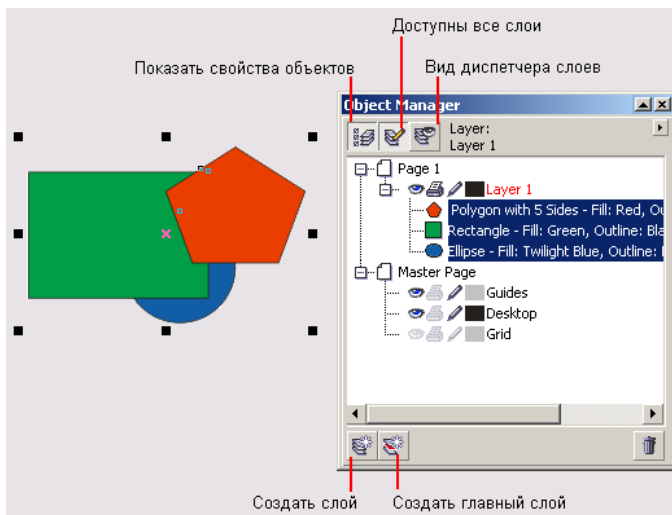 Доступны все слои
Показать свойства объектов
Вид диспетчера слоев
Object Manager
Layer:
Layer 1
Page 1
Layer 1
Polygon with 5 Sides - Fill: Red, Ou
Rectangle - Fill: Green, Outline: Bla
Ellipse - Fill: Twilight Blue, Outline:
Master Page
Guides
Desktop
Grid
Создать слой
Создать главный слой